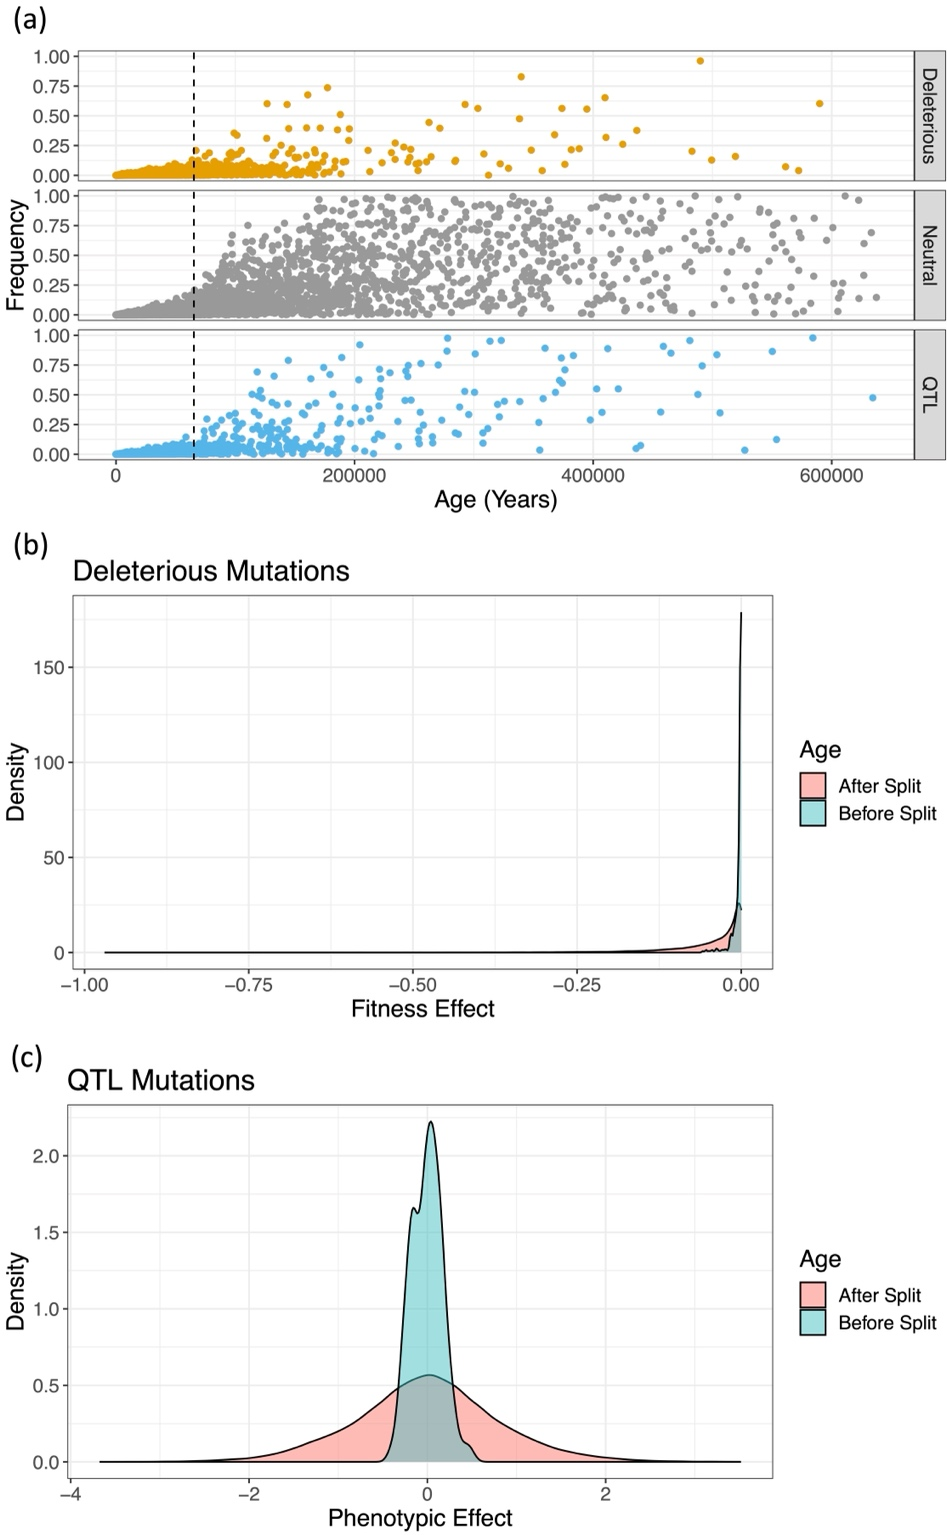 (a)
1.00
0.75
0.50
0.25
0.00
Deleterious
1.00
0.75
0.50
0.25
0.00
Neutral
1.00
0.75
0.50
0.25
0.00
QTL
Frequency
0 200000 400000 600000
Age (Years)
(b)
Deleterious Mutations
150
100
50
0
Density
−1.00 −0.75 −0.50 −0.25 0.00
Fitness Effect
Age
After Split
Before Split
(c)
QTL Mutations
2.0
1.5
1.0
0.5
0.0
Density
−4 −2 0 2
Phenotypic Effect
Age
After Split
Before Split